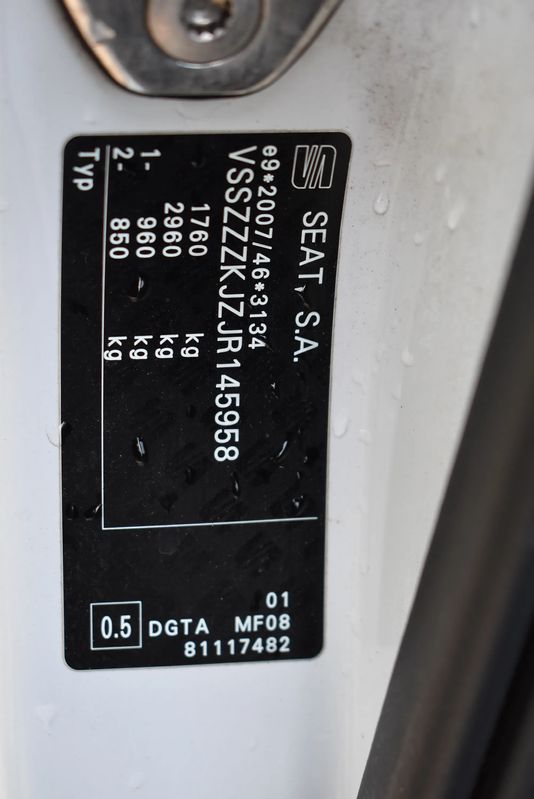 SEAT, S.A.
e9*2007/46*3134
VSSZZZKJZJR145958
1760 kg
2960 kg
1- 960 kg
2- 850 kg
Typ
01
MF08
81117482
0.5 DGTA